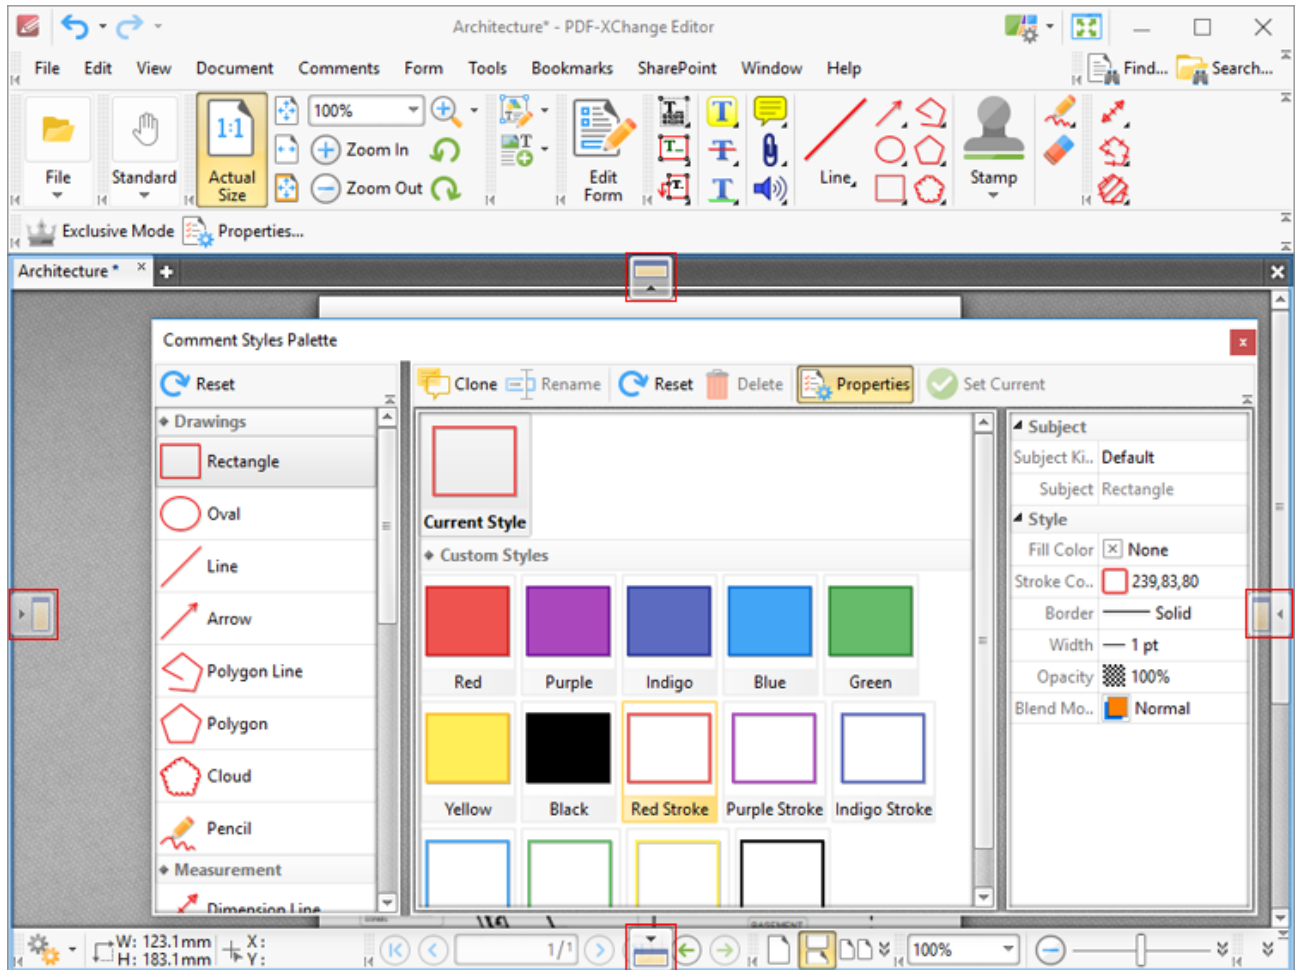 Architecture* - PDF-XChange Editor
File Edit View Document Comments Form Tools Bookmarks SharePoint Window Help Find... Search...
100%
1:1
Zoom In
File Standard Actual Size Zoom Out Edit Form Line Stamp
Exclusive Mode Properties...
Architecture *
Comment Styles Palette
Reset Clone Rename Reset Delete Properties Set Current
Drawings
Rectangle
Oval
Line
Arrow
Polygon Line
Polygon
Cloud
Pencil
Measurement
Dimension Line
Current Style
Custom Styles
Red Purple Indigo Blue Green
Yellow Black Red Stroke Purple Stroke Indigo Stroke
Subject
Subject Ki.. Default
Subject Rectangle
Style
Fill Color None
Stroke Co... 239,83,80
Border Solid
Width 1 pt
Opacity 100%
Blend Mo.. Normal
BASEMENT
W: 123.1mm X:
H: 183.1mm Y:
1/1
100%